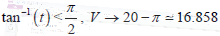 tan⁻¹(t) < π/2, V → 20 − π ≅ 16.858